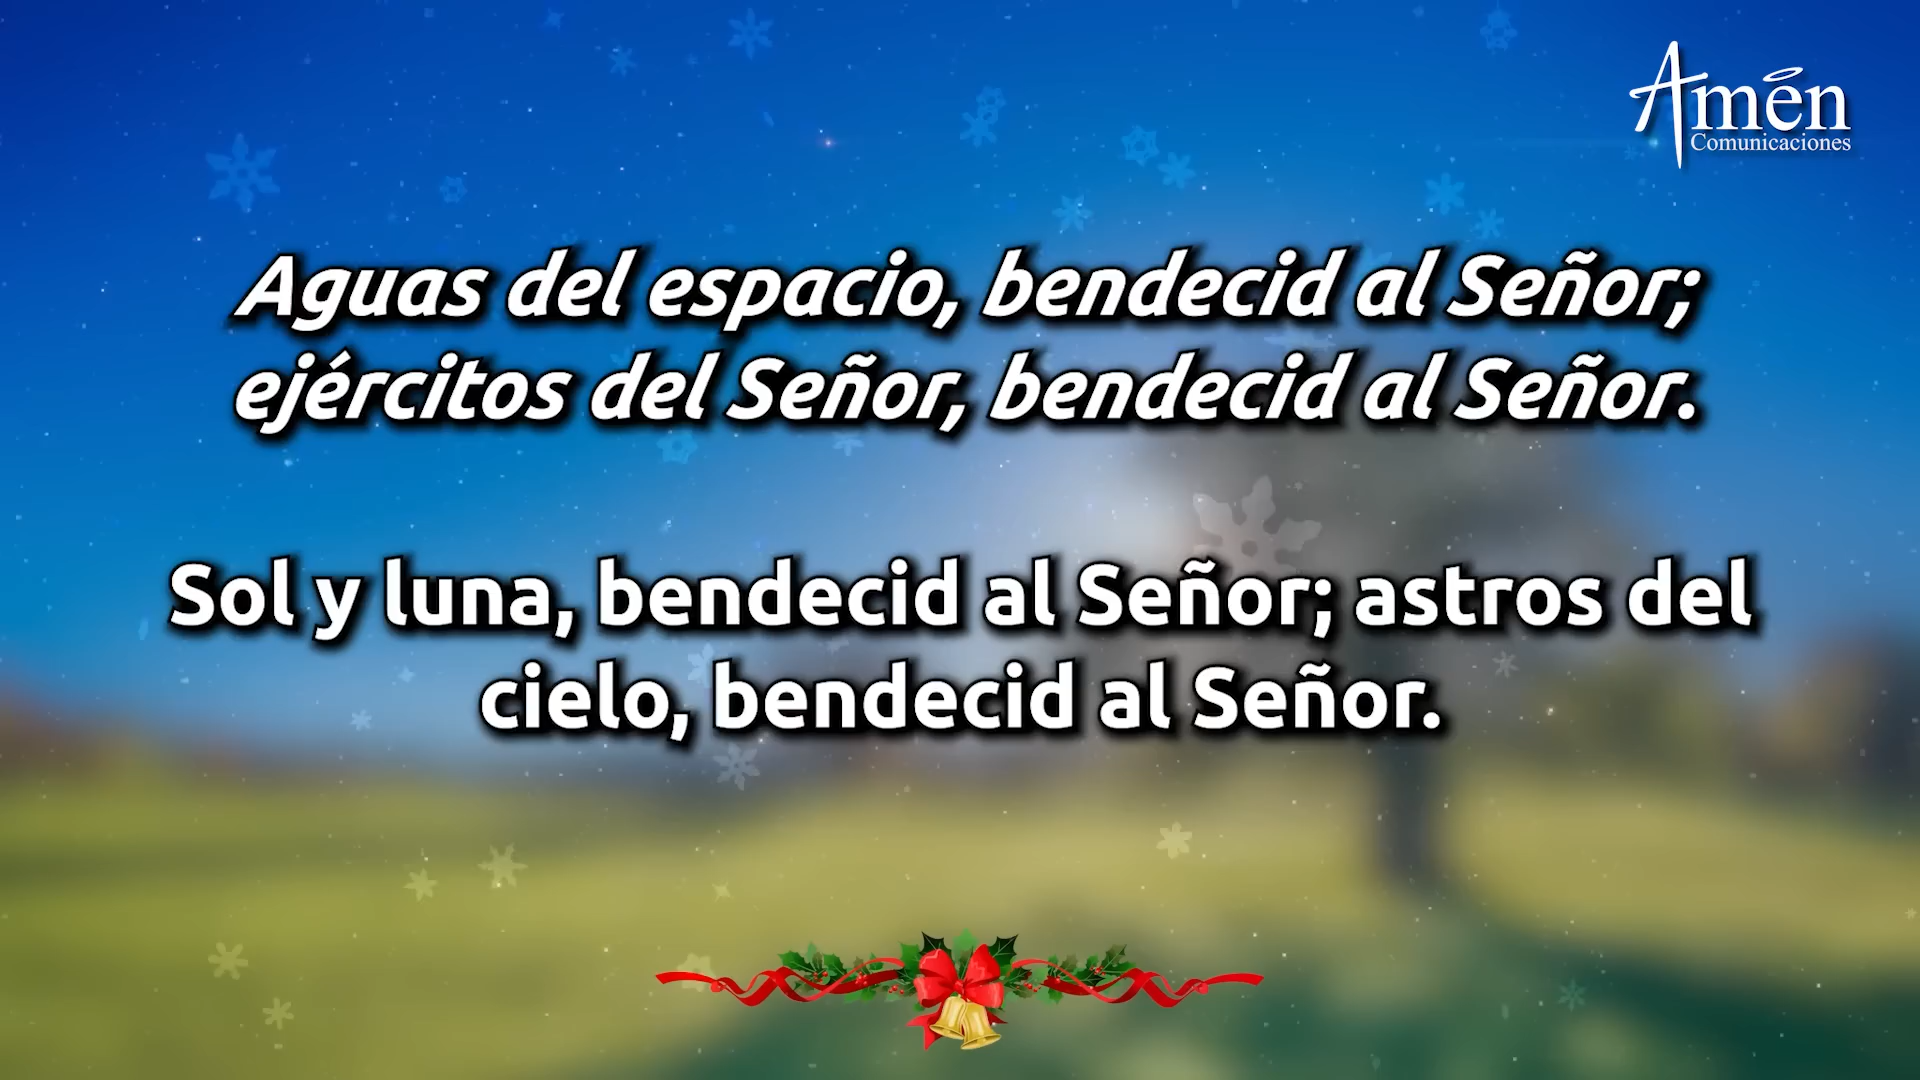 Amén
Comunicaciones
Aguas del espacio, bendecid al Señor;
ejércitos del Señor, bendecid al Señor.
Sol y luna, bendecid al Señor; astros del
cielo, bendecid al Señor.